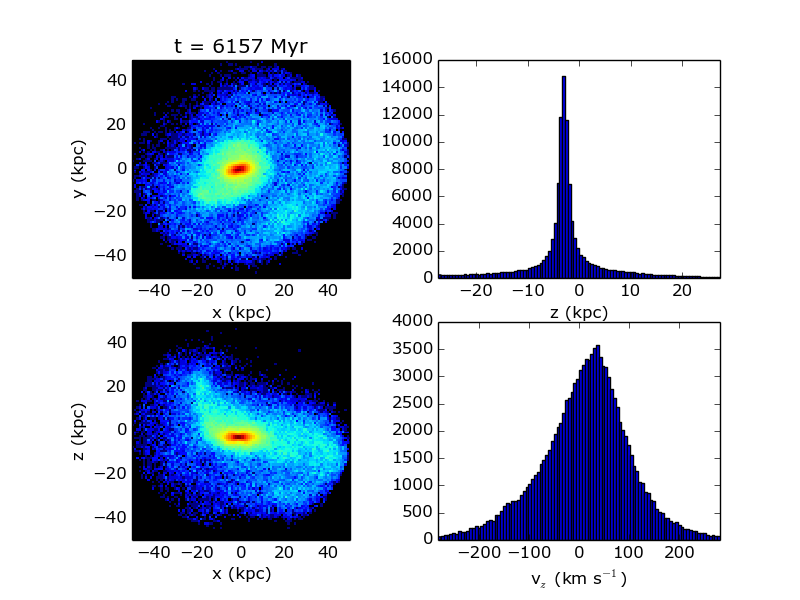 t = 6157 Myr
40
20
0
−20
−40
y (kpc)
−40 −20 0 20 40
x (kpc)
16000
14000
12000
10000
8000
6000
4000
2000
0
−20 −10 0 10 20
z (kpc)
40
20
0
−20
−40
z (kpc)
−40 −20 0 20 40
x (kpc)
4000
3500
3000
2500
2000
1500
1000
500
0
−200 −100 0 100 200
v_z (km s⁻¹)